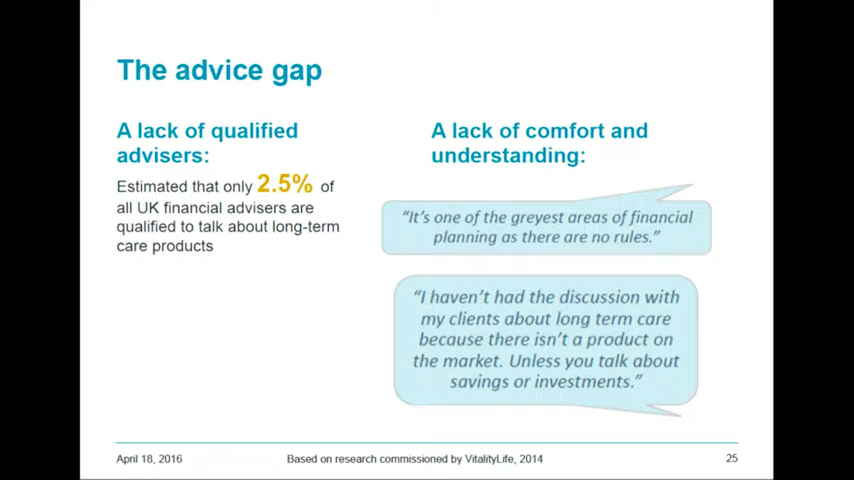 The advice gap
A lack of qualified
advisers:
Estimated that only 2.5% of
all UK financial advisers are
qualified to talk about long-term
care products
A lack of comfort and
understanding:
“It’s one of the greyest areas of financial
planning as there are no rules.”
“I haven’t had the discussion with
my clients about long term care
because there isn’t a product on
the market. Unless you talk about
savings or investments.”
April 18, 2016
Based on research commissioned by VitalityLife, 2014
25